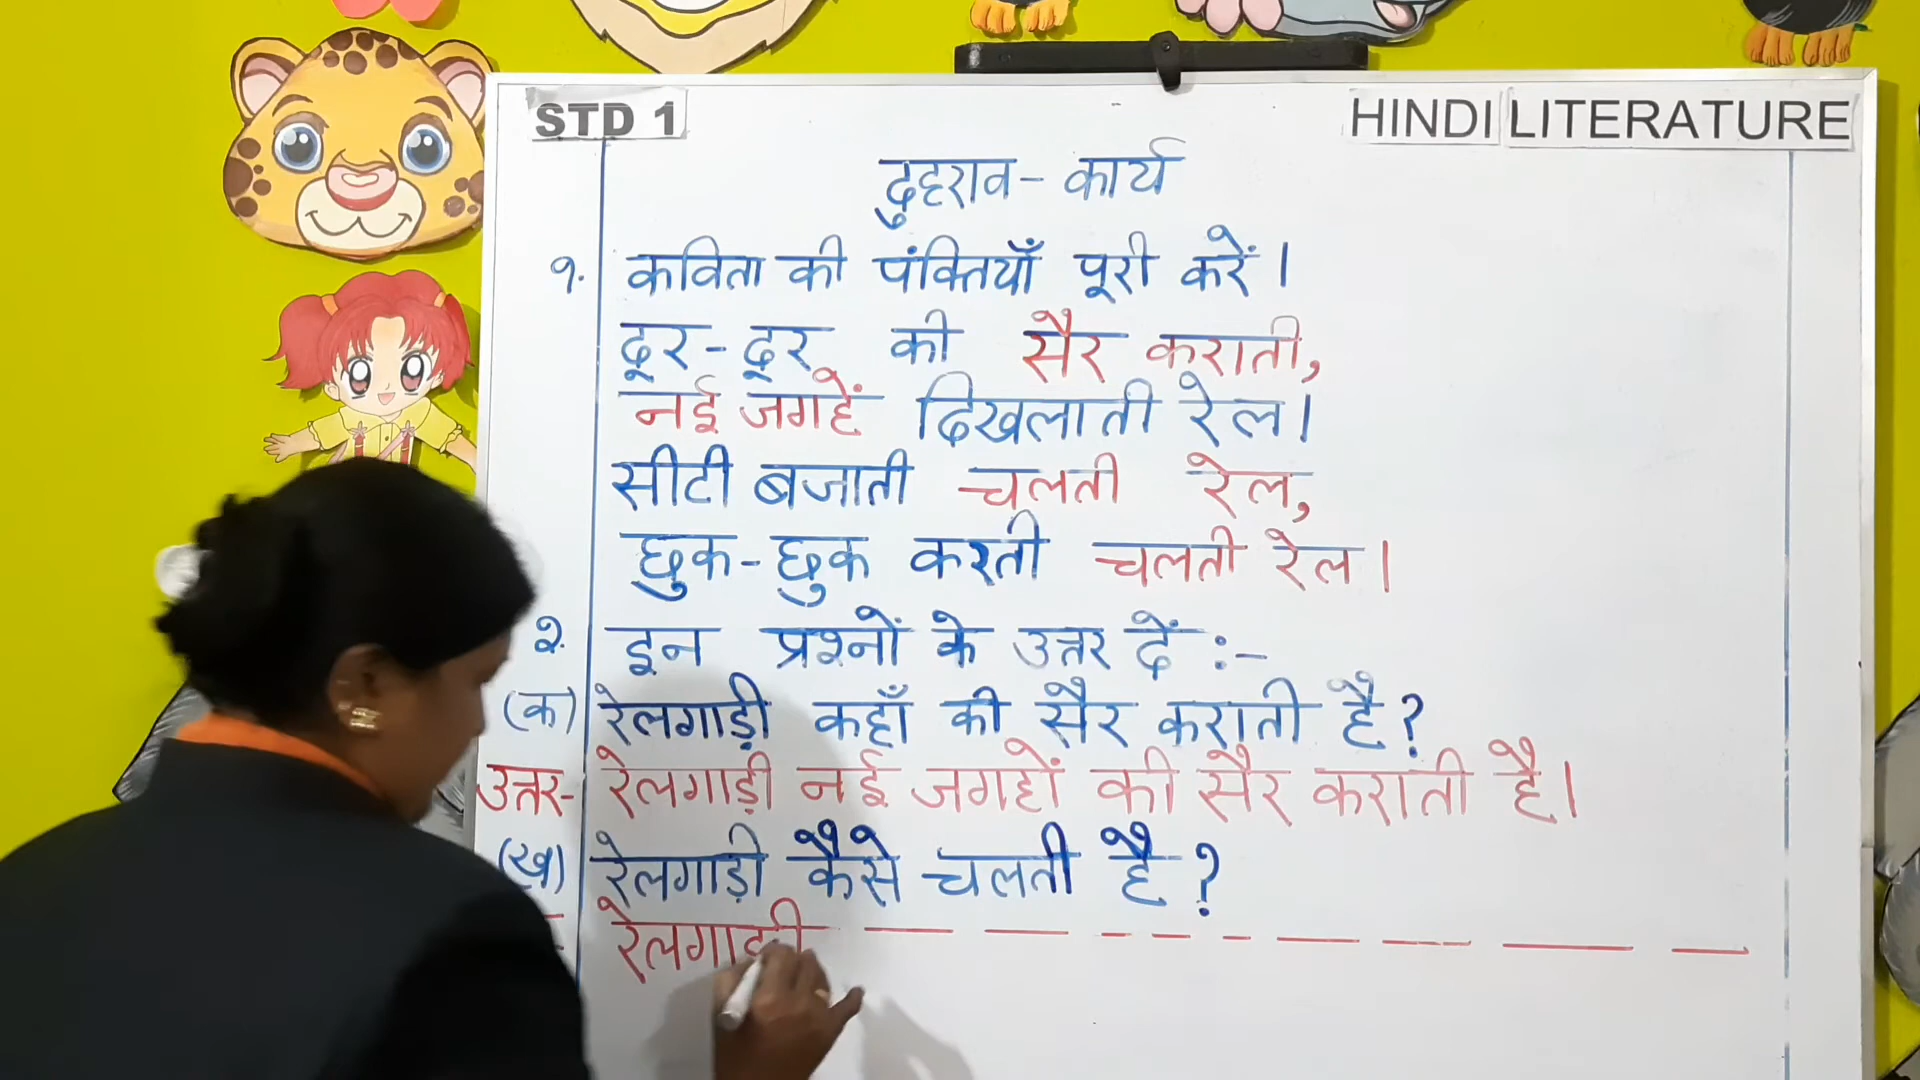 STD 1
HINDI LITERATURE
दुहराव - कार्य
१. कविता की पंक्तियाँ पूरी करें।
दूर - दूर की सैर कराती,
नई जगहें दिखलाती रेल।
सीटी बजाती चलती रेल,
छुक - छुक करती चलती रेल।
२. इन प्रश्नों के उत्तर दें :-
(क) रेलगाड़ी कहाँ की सैर कराती है?
उत्तर- रेलगाड़ी नई जगहों की सैर कराती है।
(ख) रेलगाड़ी कैसे चलती है?
रेलगाड़ी